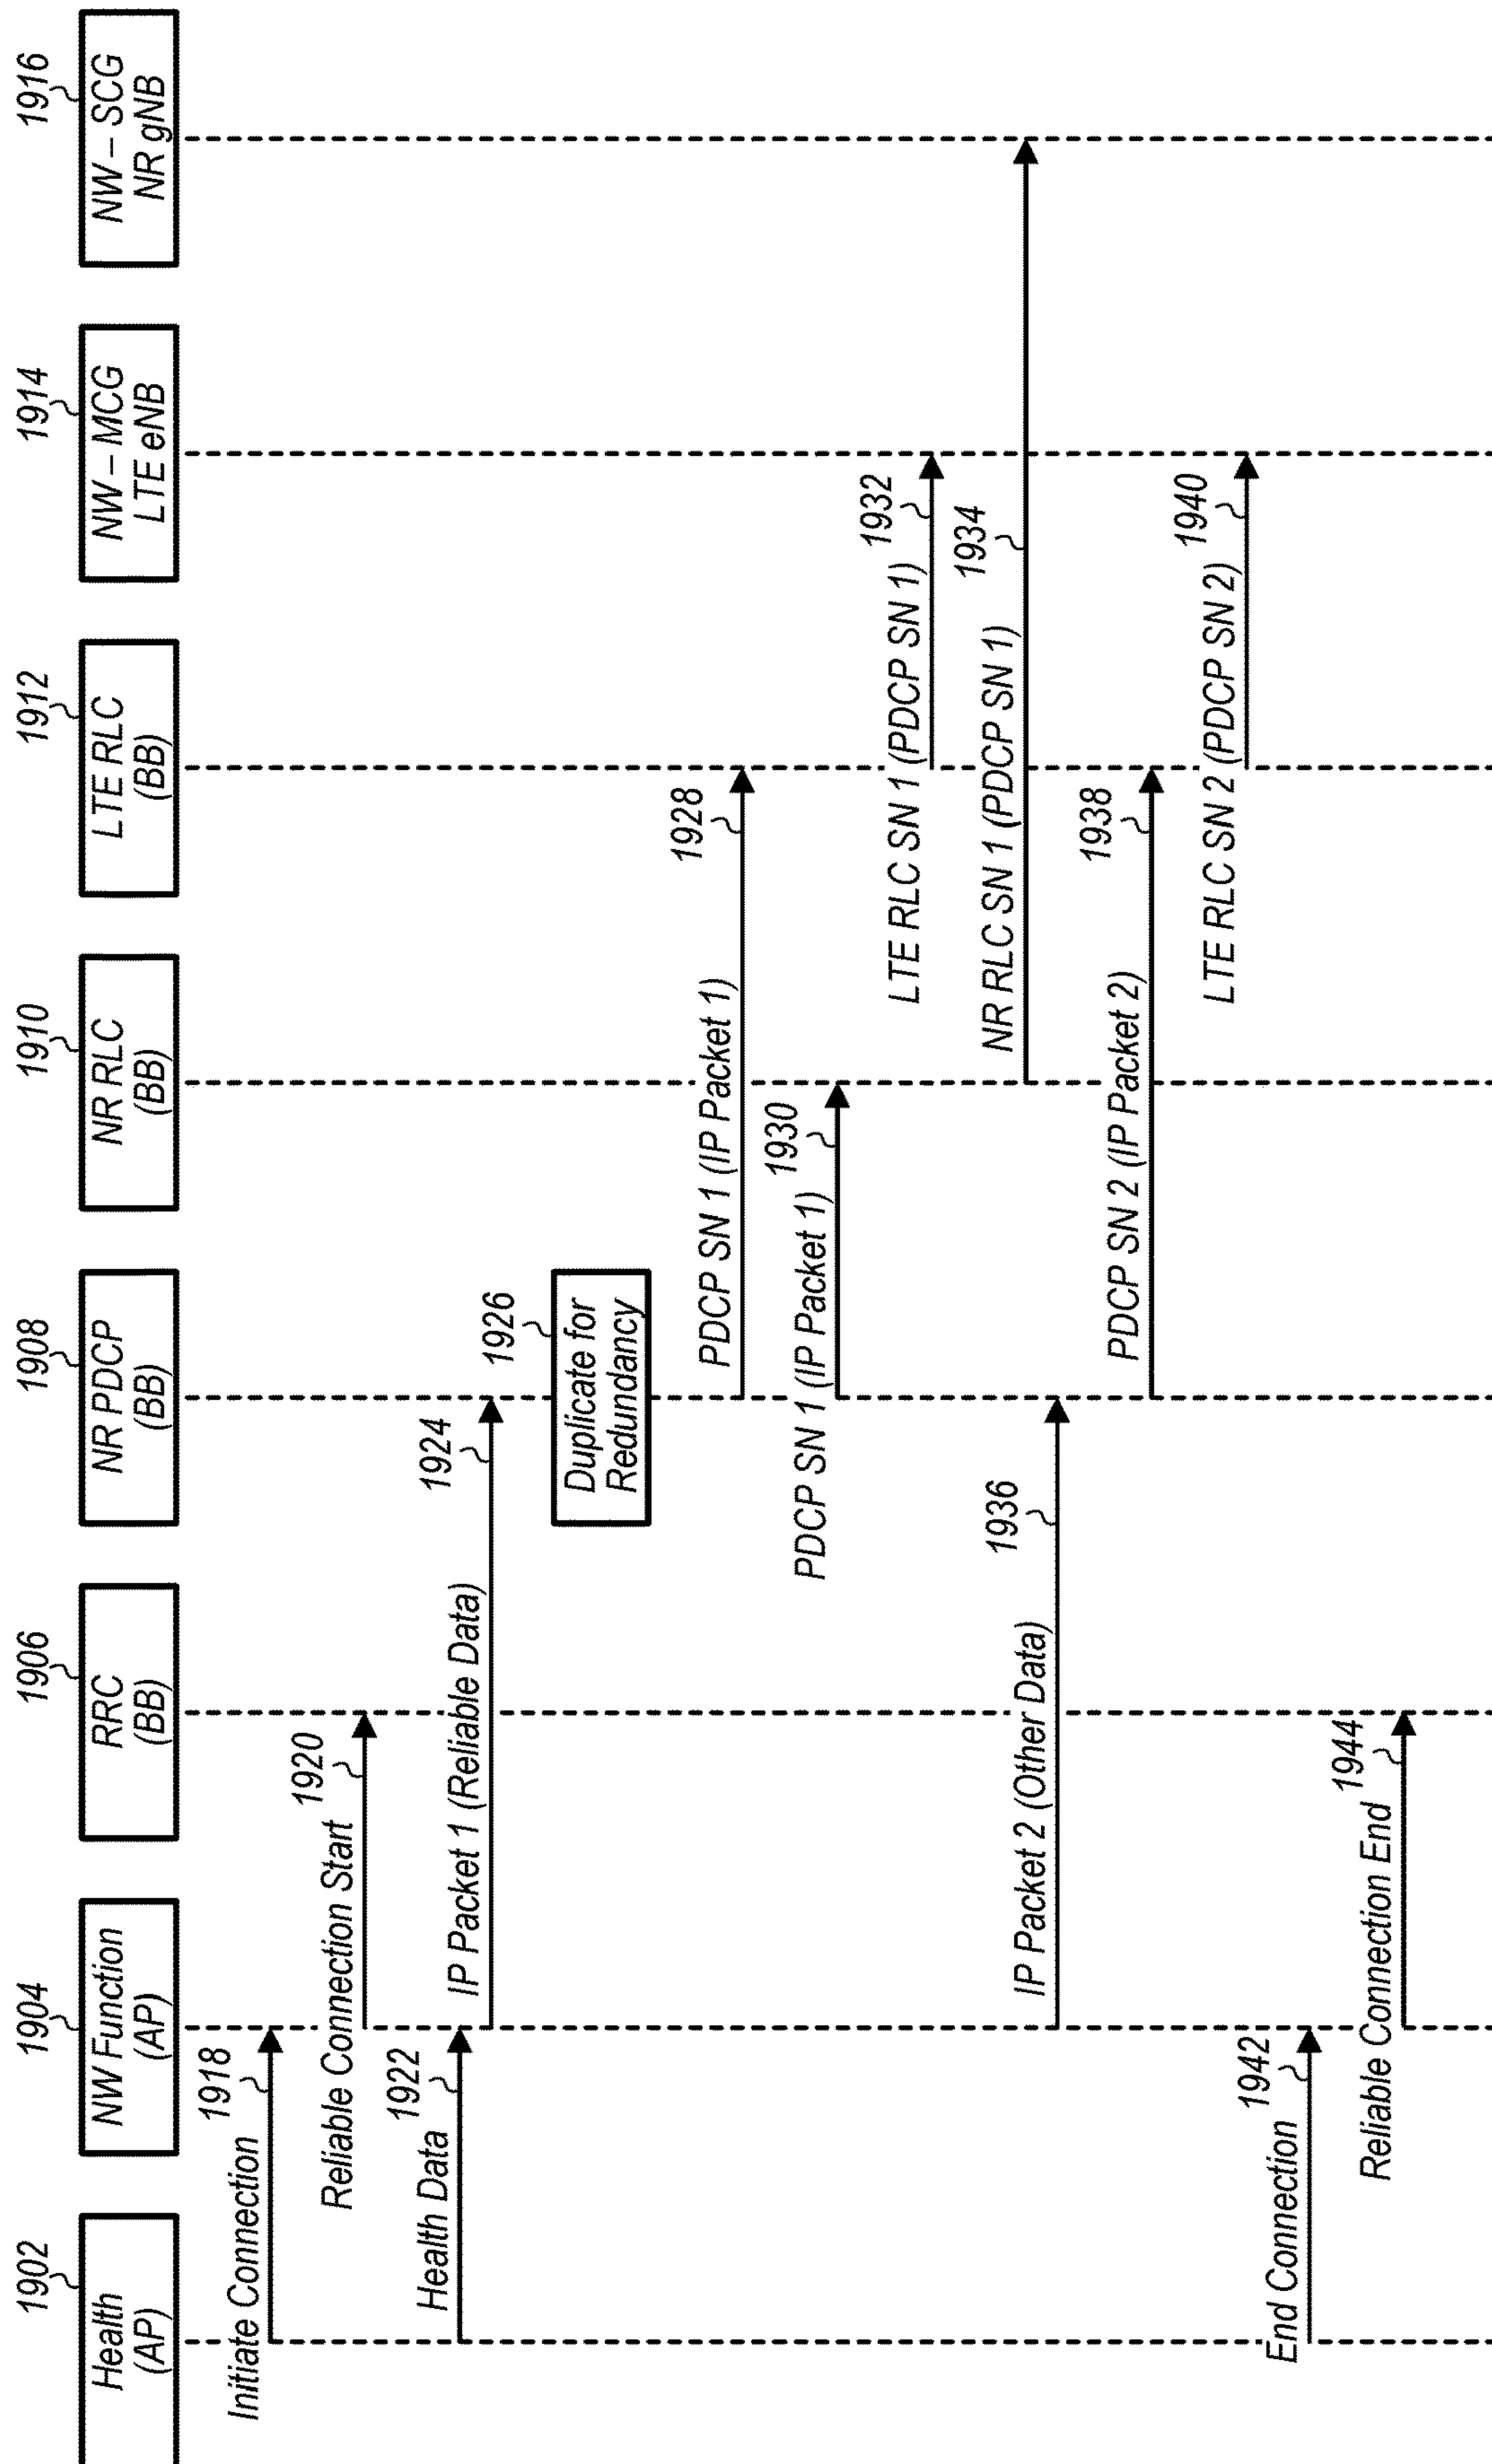 1902
Health
(AP)
1904
NW Function
(AP)
1906
RRC
(BB)
1908
NR PDCP
(BB)
1910
NR RLC
(BB)
1912
LTE RLC
(BB)
1914
NW – MCG
LTE eNB
1916
NW – SCG
NR gNB
1918
Initiate Connection
1920
Reliable Connection Start
1922
Health Data
1924
IP Packet 1 (Reliable Data)
1926
Duplicate for
Redundancy
1928
PDCP SN 1 (IP Packet 1)
1930
PDCP SN 1 (IP Packet 1)
1932
LTE RLC SN 1 (PDCP SN 1)
1934
NR RLC SN 1 (PDCP SN 1)
1936
IP Packet 2 (Other Data)
1938
PDCP SN 2 (IP Packet 2)
1940
LTE RLC SN 2 (PDCP SN 2)
1942
End Connection
1944
Reliable Connection End